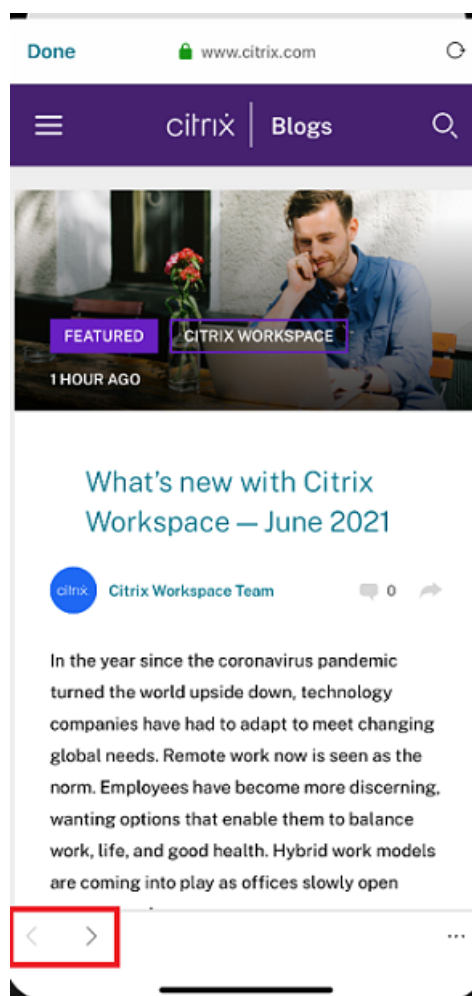 Done www.citrix.com
citrix Blogs
FEATURED CITRIX WORKSPACE
1 HOUR AGO
What's new with Citrix
Workspace — June 2021
citrix Citrix Workspace Team 0
In the year since the coronavirus pandemic
turned the world upside down, technology
companies have had to adapt to meet changing
global needs. Remote work now is seen as the
norm. Employees have become more discerning,
wanting options that enable them to balance
work, life, and good health. Hybrid work models
are coming into play as offices slowly open